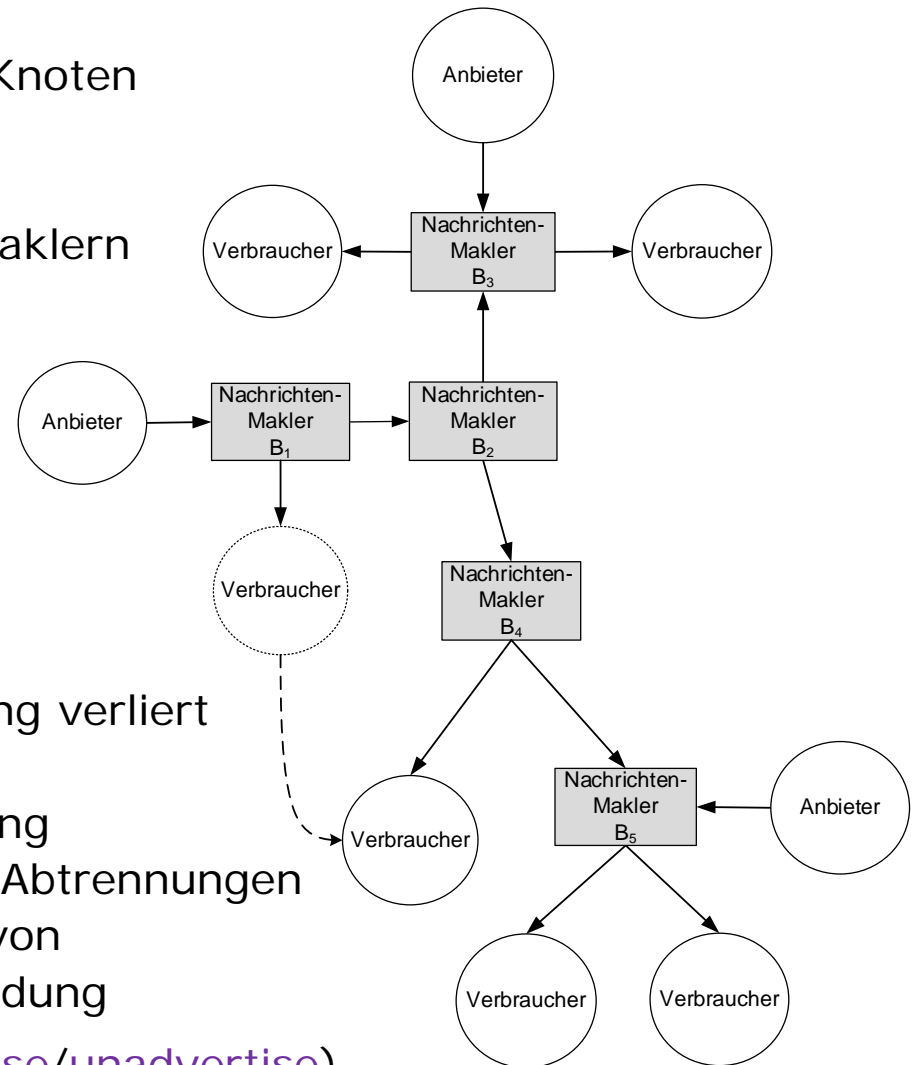 Knoten
Anbieter
aklern
Verbraucher
Nachrichten-
Makler
B₃
Verbraucher
Anbieter
Nachrichten-
Makler
B₁
Nachrichten-
Makler
B₂
Verbraucher
Nachrichten-
Makler
B₄
ng verliert
ng
Abtrennungen
von
dung
Verbraucher
Nachrichten-
Makler
B₅
Anbieter
Verbraucher
Verbraucher
se/unadvertise)